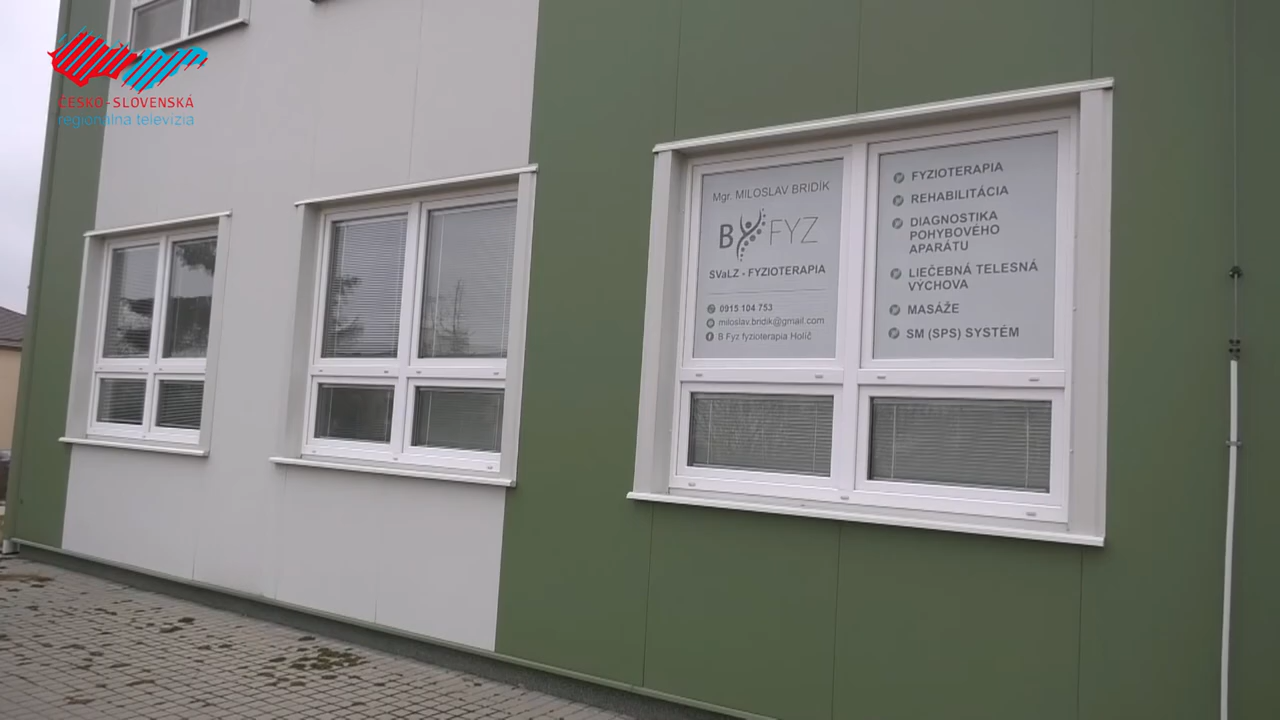 ČESKO-SLOVENSKÁ
regionálna televízia
Mgr. MILOSLAV BRIDÍK
B FYZ
SVaLZ - FYZIOTERAPIA
0915 104 753
miloslav.bridik@gmail.com
B Fyz fyzioterapia Holíč
FYZIOTERAPIA
REHABILITÁCIA
DIAGNOSTIKA
POHYBOVÉHO
APARÁTU
LIEČEBNÁ TELESNÁ
VÝCHOVA
MASÁŽE
SM (SPS) SYSTÉM